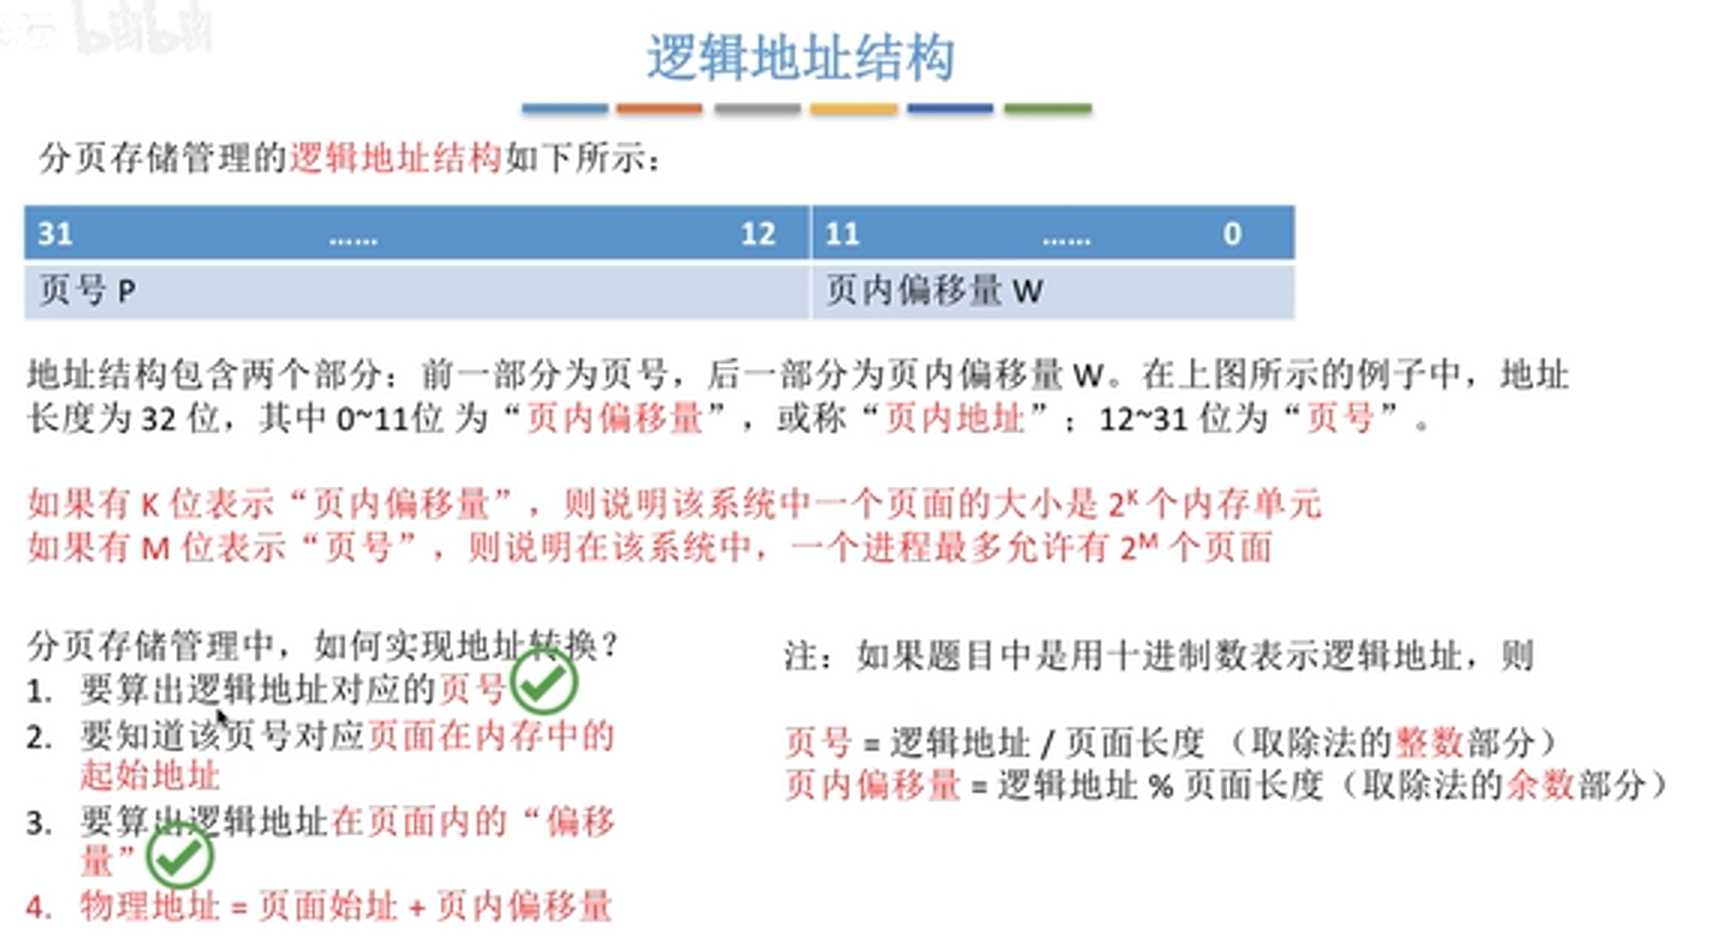 逻辑地址结构
分页存储管理的逻辑地址结构如下所示：
31 …… 12 11 …… 0
页号 P 页内偏移量 W
地址结构包含两个部分：前一部分为页号，后一部分为页内偏移量 W。在上图所示的例子中，地址
长度为 32 位，其中 0~11位 为“页内偏移量”，或称“页内地址”；12~31 位为“页号”。
如果有 K 位表示“页内偏移量”，则说明该系统中一个页面的大小是 2ᴷ 个内存单元
如果有 M 位表示“页号”，则说明在该系统中，一个进程最多允许有 2ᴹ 个页面
分页存储管理中，如何实现地址转换？
1. 要算出逻辑地址对应的页号
2. 要知道该页号对应页面在内存中的
起始地址
3. 要算出逻辑地址在页面内的“偏移
量”
4. 物理地址 = 页面始址 + 页内偏移量
注：如果题目中是用十进制数表示逻辑地址，则
页号 = 逻辑地址 / 页面长度 （取除法的整数部分）
页内偏移量 = 逻辑地址 % 页面长度（取除法的余数部分）